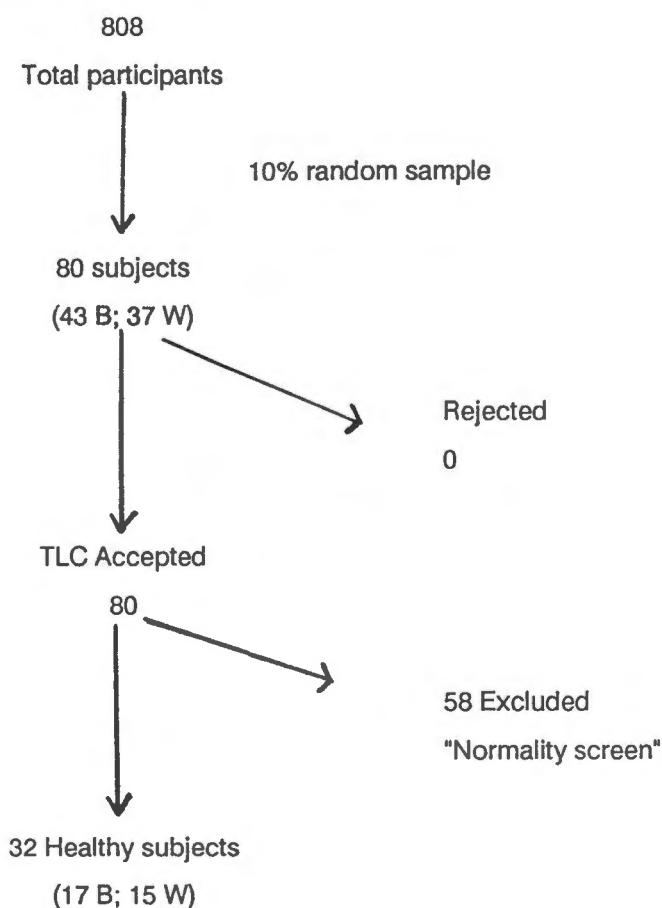 808
Total participants
10% random sample
80 subjects
(43 B; 37 W)
Rejected
0
TLC Accepted
80
58 Excluded
"Normality screen"
32 Healthy subjects
(17 B; 15 W)